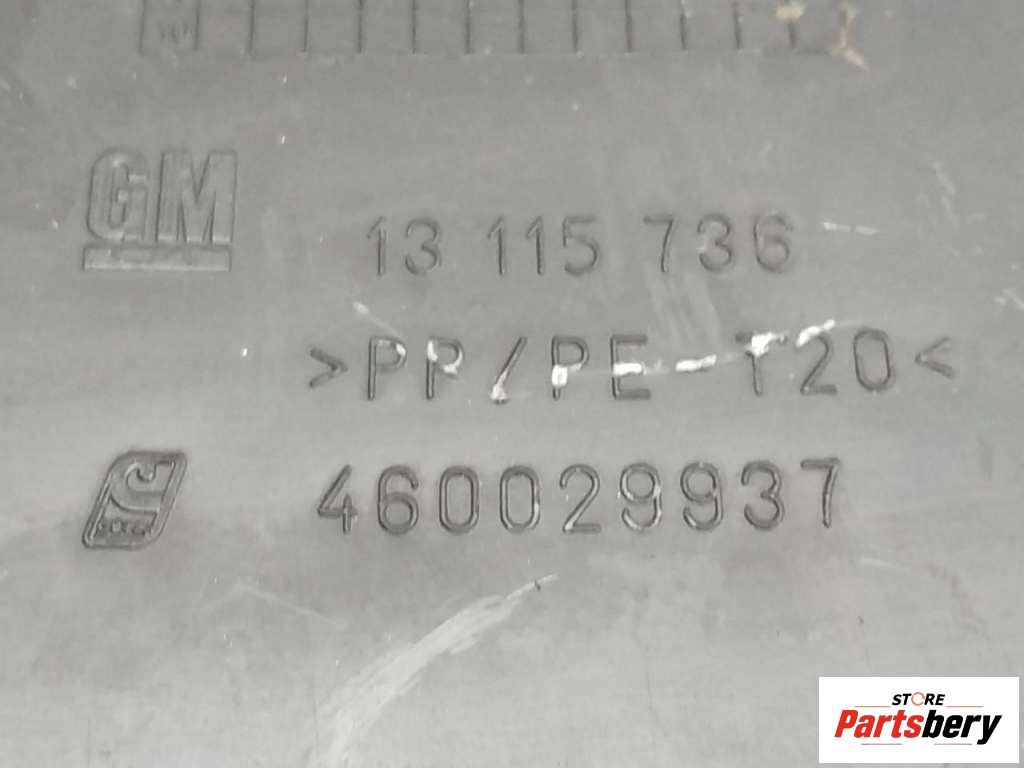 GM
13 115 736
>PP/PE-T20<
460029937
STORE
Partsbery